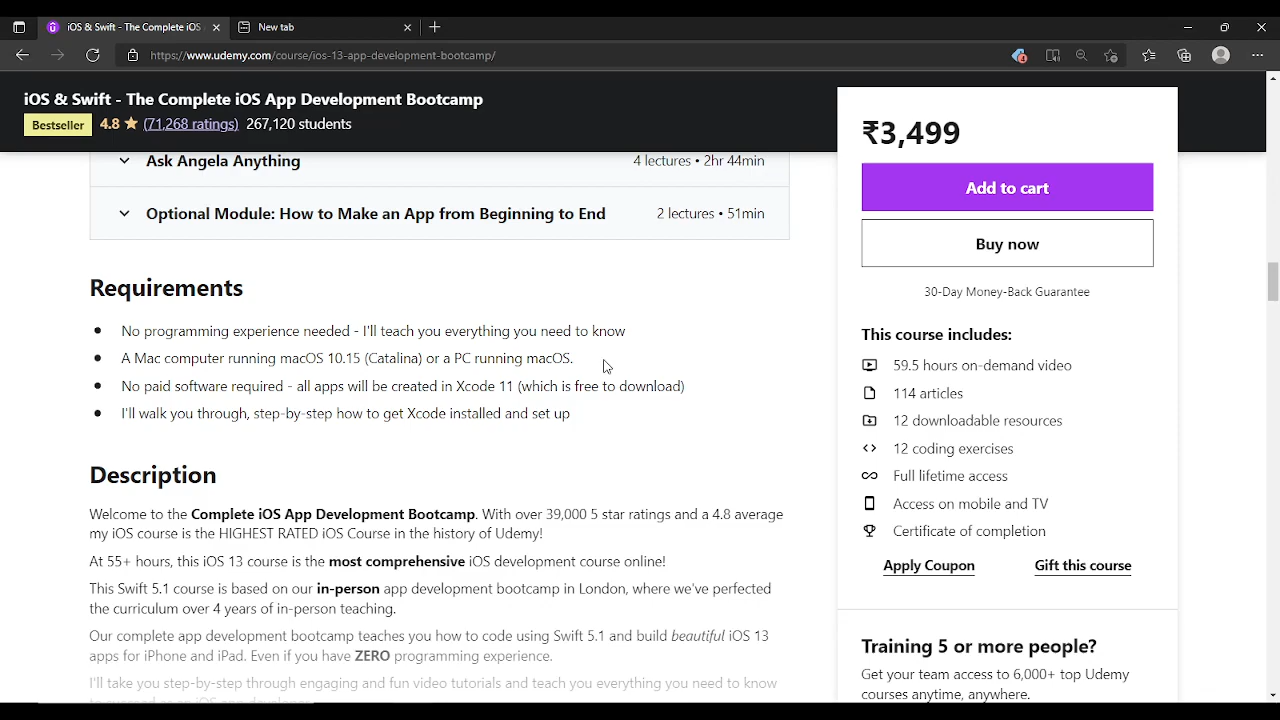 iOS & Swift - The Complete iOS
New tab
https://www.udemy.com/course/ios-13-app-development-bootcamp/
iOS & Swift - The Complete iOS App Development Bootcamp
Bestseller 4.8 ★ (71,268 ratings) 267,120 students
Ask Angela Anything 4 lectures • 2hr 44min
Optional Module: How to Make an App from Beginning to End 2 lectures • 51min
Requirements
• No programming experience needed - I'll teach you everything you need to know
• A Mac computer running macOS 10.15 (Catalina) or a PC running macOS.
• No paid software required - all apps will be created in Xcode 11 (which is free to download)
• I'll walk you through, step-by-step how to get Xcode installed and set up
Description
Welcome to the Complete iOS App Development Bootcamp. With over 39,000 5 star ratings and a 4.8 average
my iOS course is the HIGHEST RATED iOS Course in the history of Udemy!
At 55+ hours, this iOS 13 course is the most comprehensive iOS development course online!
This Swift 5.1 course is based on our in-person app development bootcamp in London, where we've perfected
the curriculum over 4 years of in-person teaching.
Our complete app development bootcamp teaches you how to code using Swift 5.1 and build beautiful iOS 13
apps for iPhone and iPad. Even if you have ZERO programming experience.
I'll take you step-by-step through engaging and fun video tutorials and teach you everything you need to know
₹3,499
Add to cart
Buy now
30-Day Money-Back Guarantee
This course includes:
59.5 hours on-demand video
114 articles
12 downloadable resources
12 coding exercises
Full lifetime access
Access on mobile and TV
Certificate of completion
Apply Coupon Gift this course
Training 5 or more people?
Get your team access to 6,000+ top Udemy
courses anytime, anywhere.